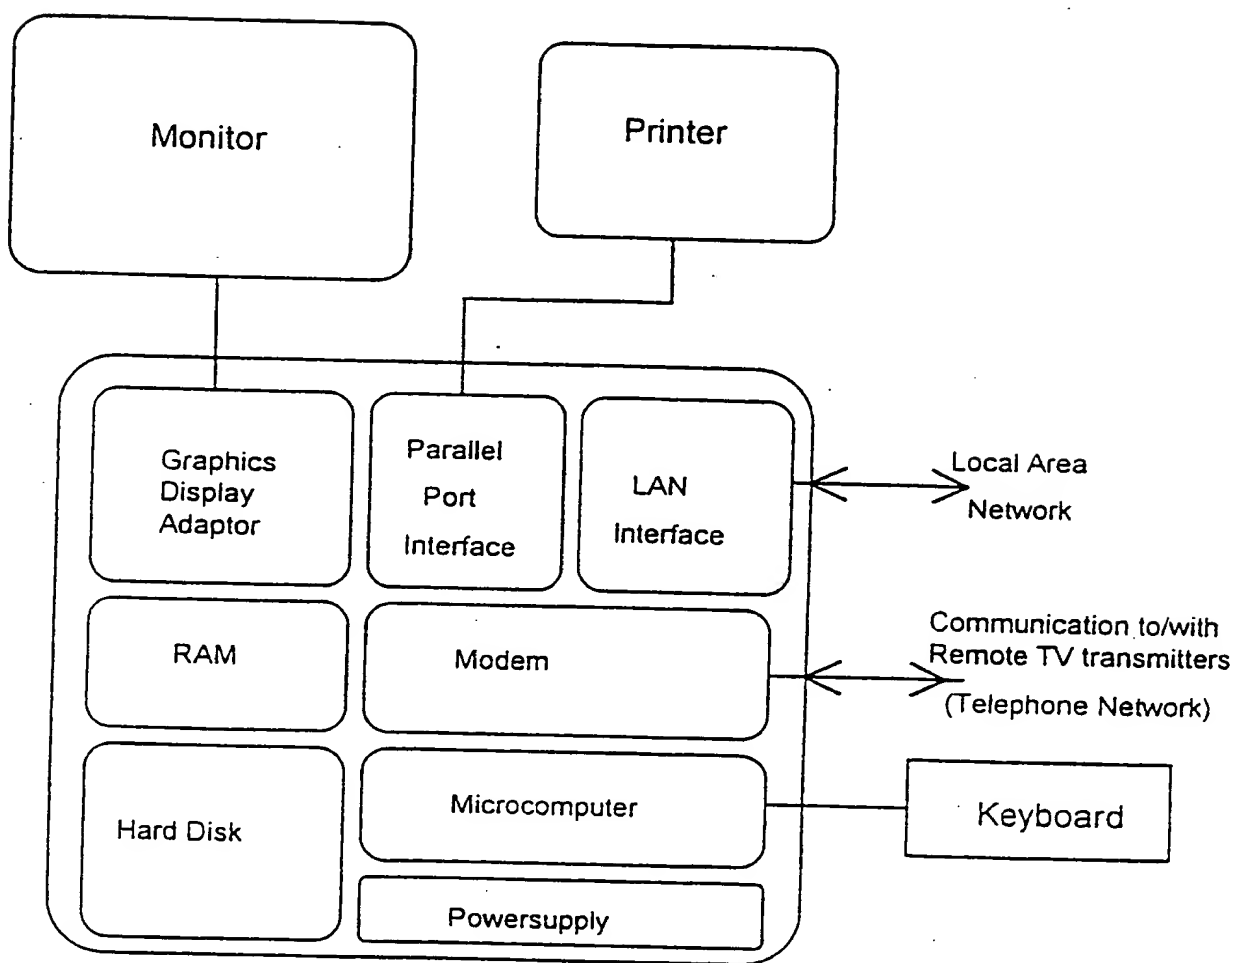 Monitor
Printer
Graphics
Display
Adaptor
Parallel
Port
Interface
LAN
Interface
Local Area
Network
RAM
Modem
Communication to/with
Remote TV transmitters
(Telephone Network)
Hard Disk
Microcomputer
Keyboard
Powersupply